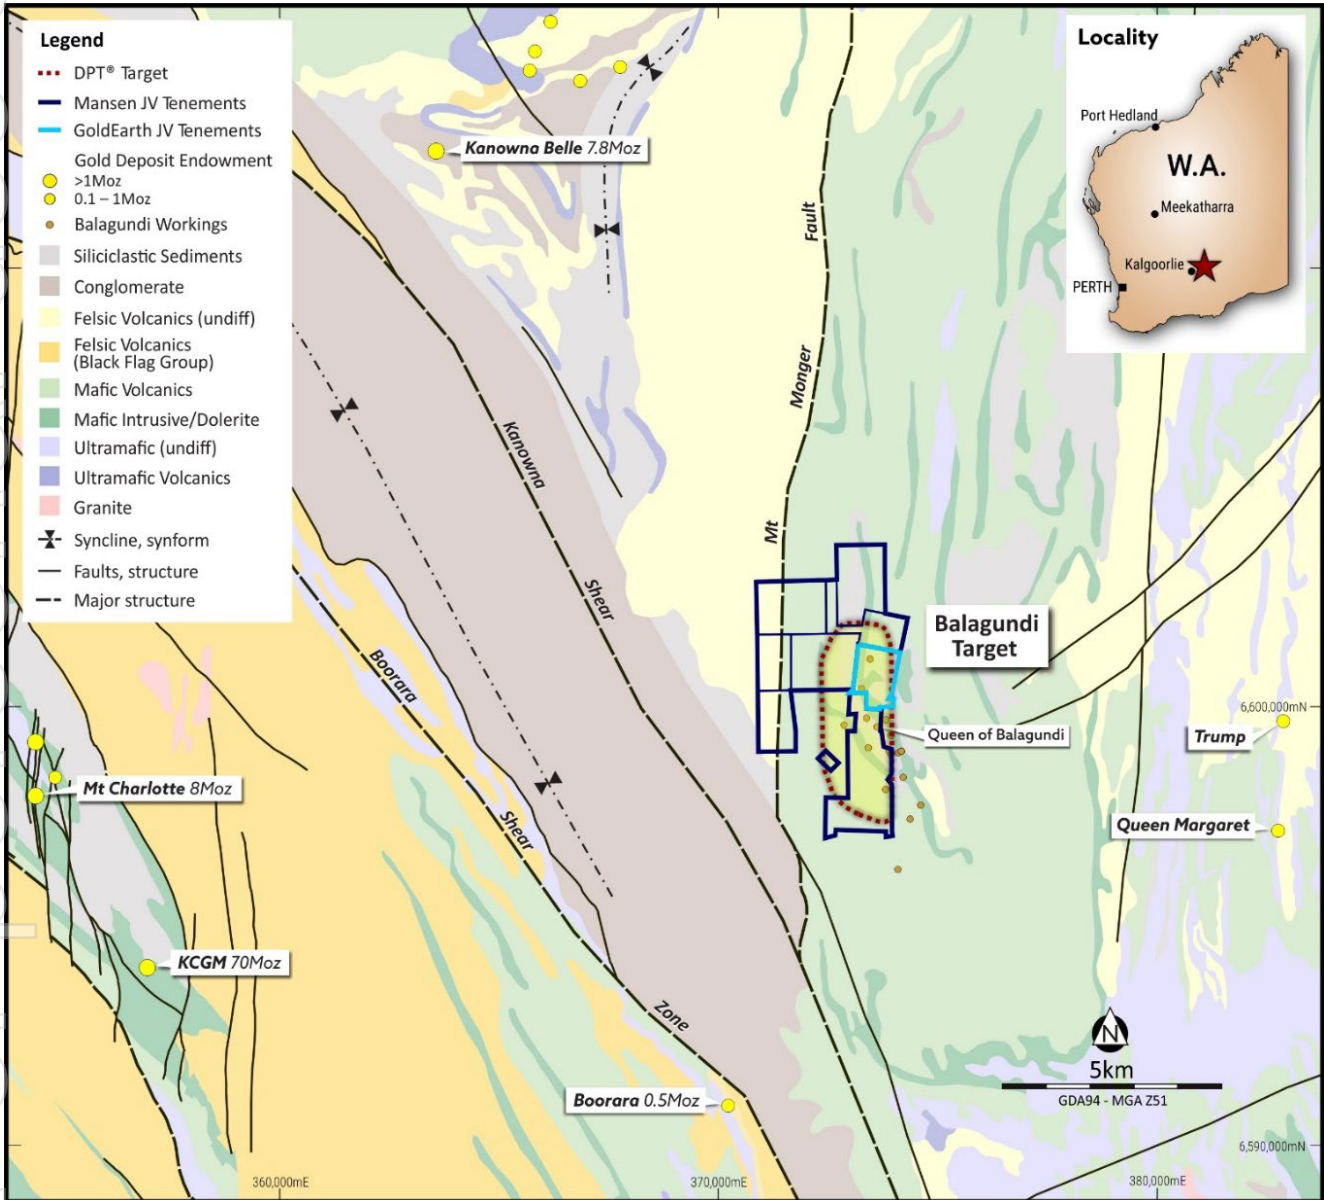 Legend
DPT® Target
Mansen JV Tenements
GoldEarth JV Tenements
Gold Deposit Endowment
>1Moz
0.1 – 1Moz
Balagundi Workings
Siliciclastic Sediments
Conglomerate
Felsic Volcanics (undiff)
Felsic Volcanics
(Black Flag Group)
Mafic Volcanics
Mafic Intrusive/Dolerite
Ultramafic (undiff)
Ultramafic Volcanics
Granite
Syncline, synform
Faults, structure
Major structure
Locality
Port Hedland
W.A.
Meekatharra
Kalgoorlie
PERTH
Kanowna Belle 7.8Moz
Mt Monger Fault
Kanowna Shear
Boorara Shear Zone
Balagundi
Target
Queen of Balagundi
6,600,000mN
Trump
Queen Margaret
Mt Charlotte 8Moz
KCGM 70Moz
Boorara 0.5Moz
N
5km
GDA94 - MGA Z51
6,590,000mN
360,000mE
370,000mE
380,000mE